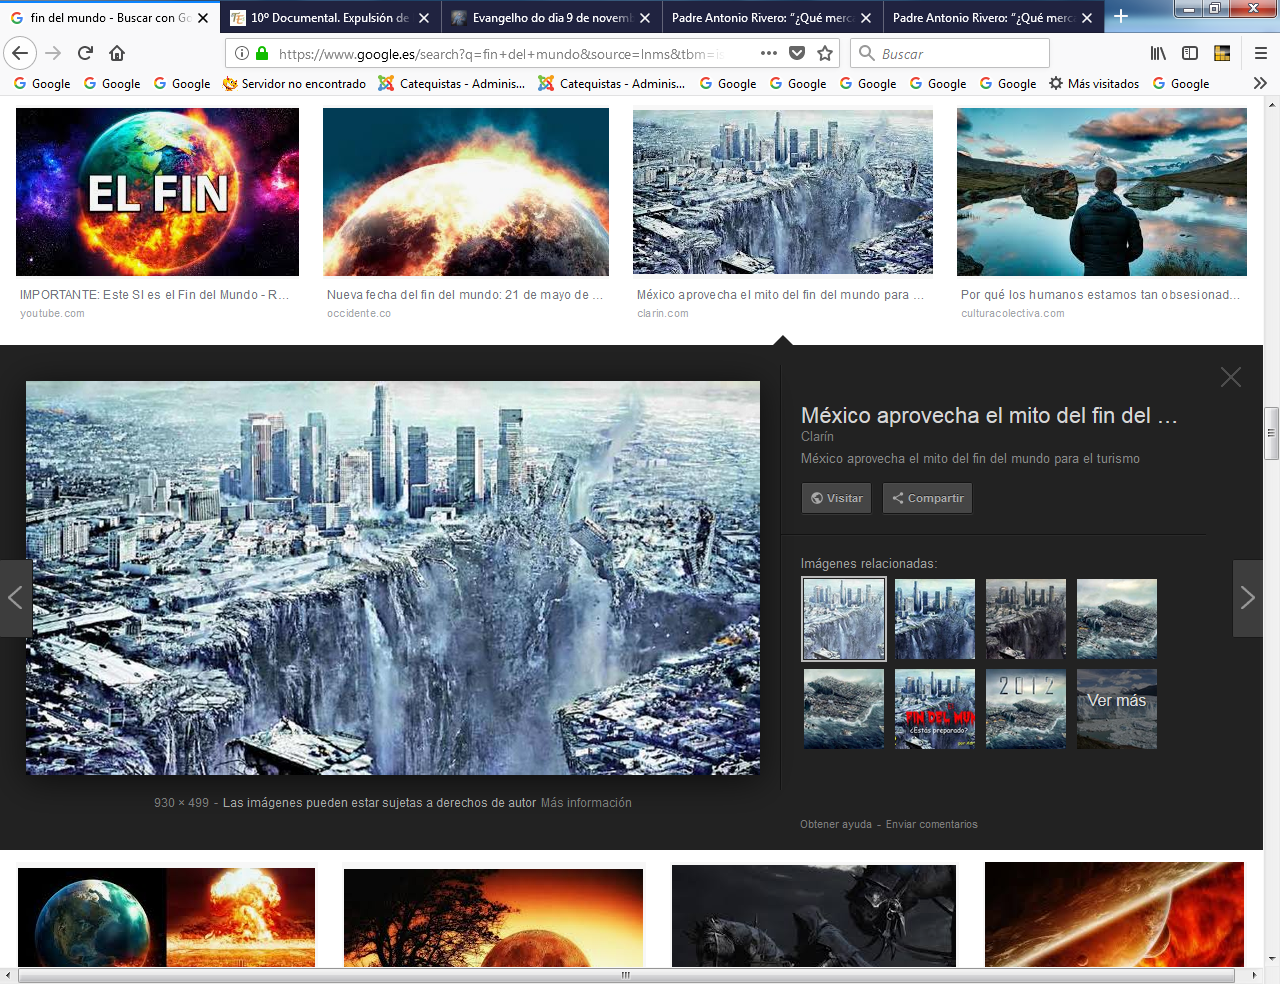 fin del mundo - Buscar con Go
10º Documental. Expulsión de
Evangelho do dia 9 de novemb
Padre Antonio Rivero: “¿Qué merca
Padre Antonio Rivero: “¿Qué merca
https://www.google.es/search?q=fin+del+mundo&source=lnms&tbm=is
Buscar
Google Google Google Servidor no encontrado Catequistas - Adminis... Catequistas - Adminis... Google Google Google Google Google Más visitados Google
EL FIN
IMPORTANTE: Este SI es el Fin del Mundo - R...
youtube.com
Nueva fecha del fin del mundo: 21 de mayo de ...
occidente.co
México aprovecha el mito del fin del mundo para ...
clarin.com
Por qué los humanos estamos tan obsesionad...
culturacolectiva.com
México aprovecha el mito del fin del ...
Clarín
México aprovecha el mito del fin del mundo para el turismo
Visitar Compartir
Imágenes relacionadas:
FIN DEL MUN
¿Estás preparado?
2012
Ver más
930 × 499 - Las imágenes pueden estar sujetas a derechos de autor Más información
Obtener ayuda - Enviar comentarios